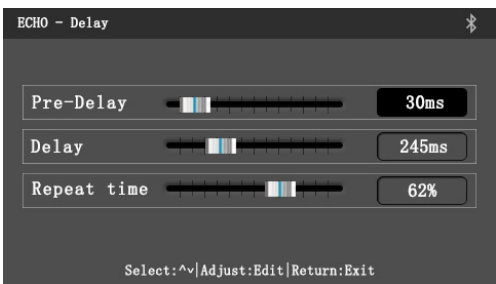 ECHO - Delay
Pre-Delay 30ms
Delay 245ms
Repeat time 62%
Select:^v|Adjust:Edit|Return:Exit